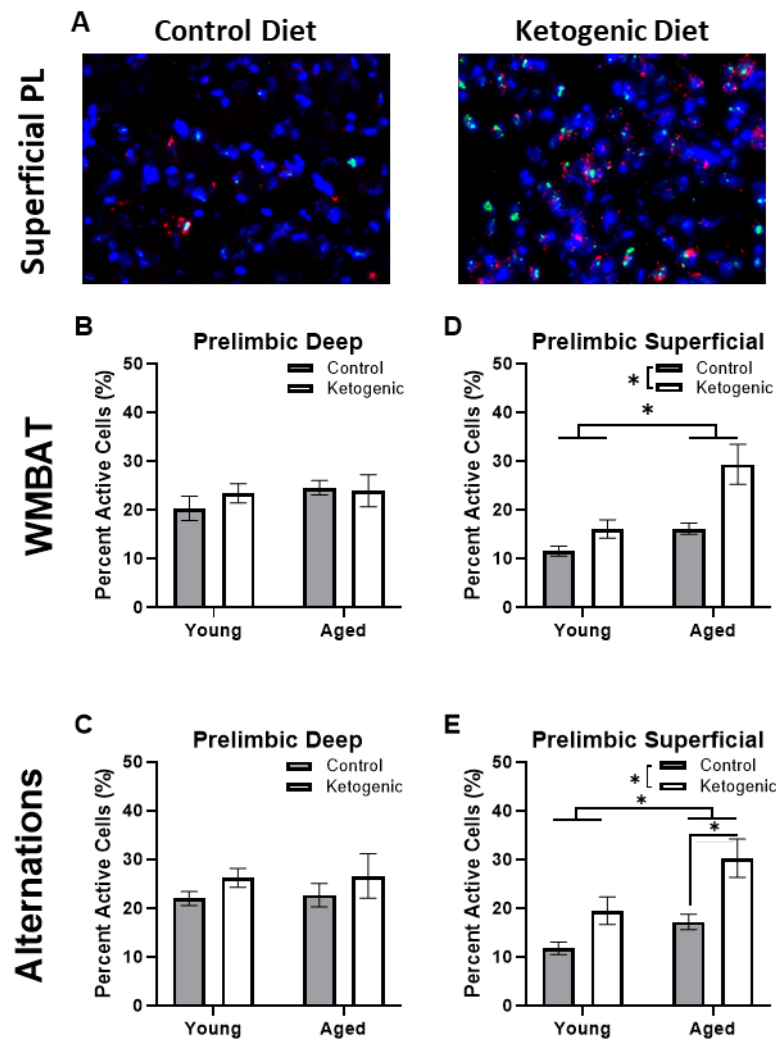 A
Control Diet
Ketogenic Diet
Superficial PL
B
Prelimbic Deep
Control
Ketogenic
Percent Active Cells (%)
50
40
30
20
10
0
Young
Aged
WMBAT
D
Prelimbic Superficial
Control
*
Ketogenic
*
Percent Active Cells (%)
50
40
30
20
10
0
Young
Aged
C
Prelimbic Deep
Control
Ketogenic
Percent Active Cells (%)
50
40
30
20
10
0
Young
Aged
Alternations
E
Prelimbic Superficial
Control
*
Ketogenic
*
*
Percent Active Cells (%)
50
40
30
20
10
0
Young
Aged